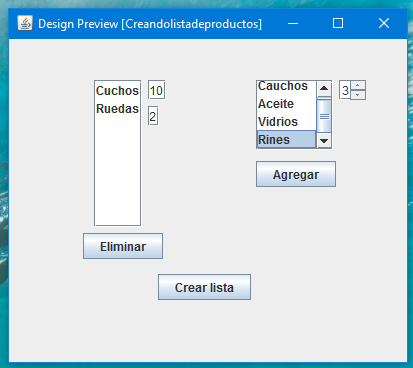 Design Preview [Creandolistadeproductos]
Cuchos 10
Ruedas 2
Cauchos 3
Aceite
Vidrios
Rines
Agregar
Eliminar
Crear lista